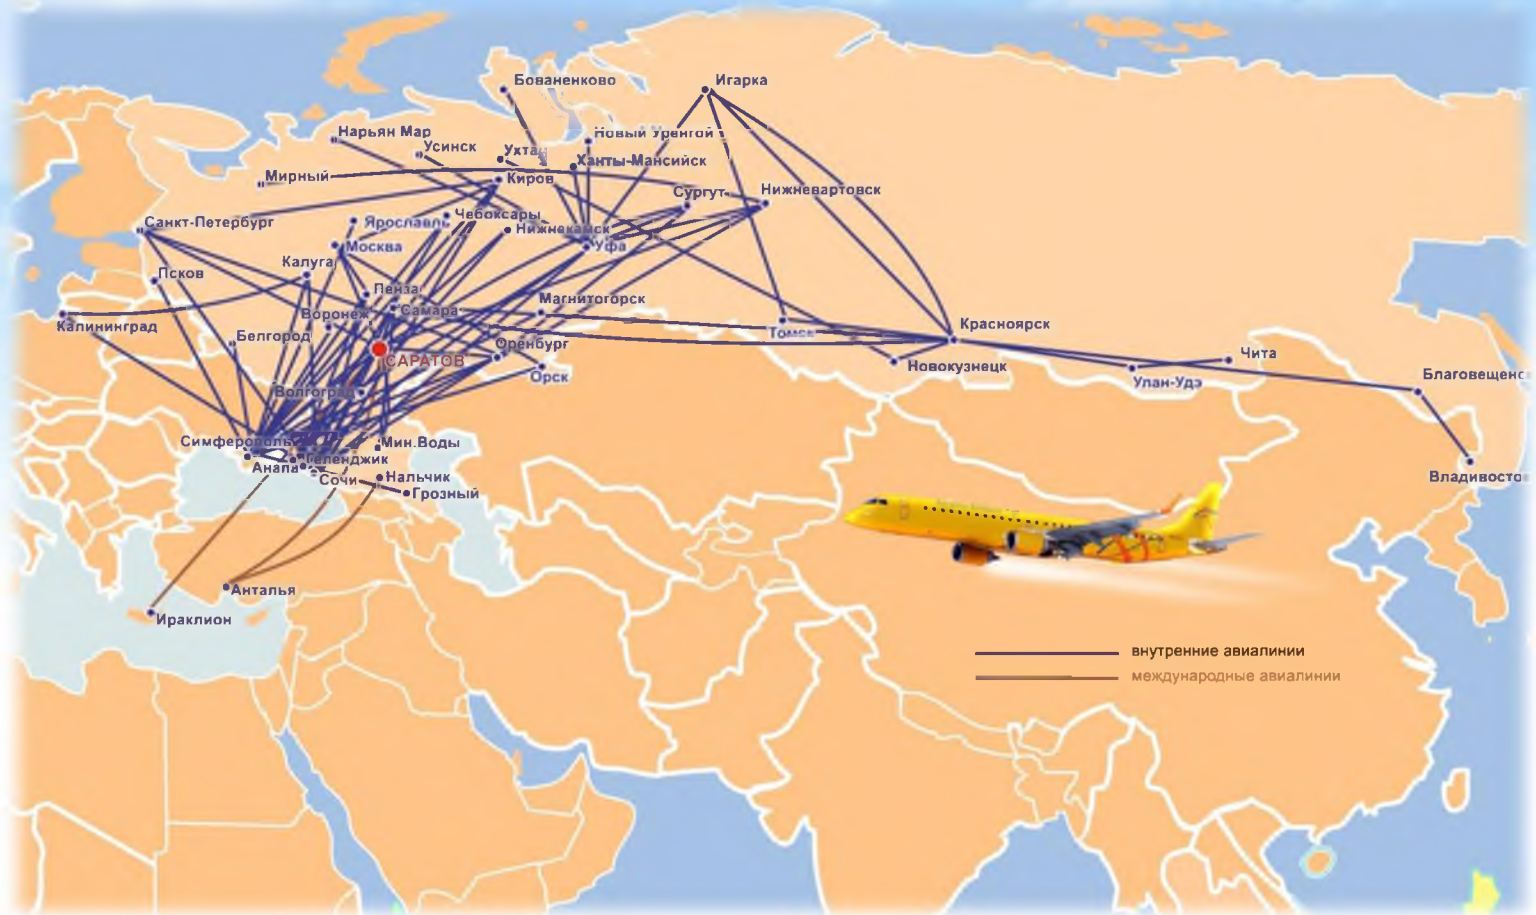 Бованенково
Игарка
Нарьян Мар
Новый Уренгой
Усинск
Ухта
Ханты-Мансийск
Мирный
Киров
Сургут
Нижневартовск
Санкт-Петербург
Ярославль
Чебоксары
Нижнекамск
Москва
Уфа
Калуга
Псков
Пенза
Магнитогорск
Воронеж
Самара
Калининград
Белгород
Томск
Красноярск
Оренбург
САРАТОВ
Чита
Новокузнецк
Орск
Улан-Удэ
Благовещенс
Волгоград
Симферополь
Мин.Воды
Геленджик
Анапа
Сочи
Нальчик
Владивосто
Грозный
Анталья
Ираклион
внутренние авиалинии
международные авиалинии